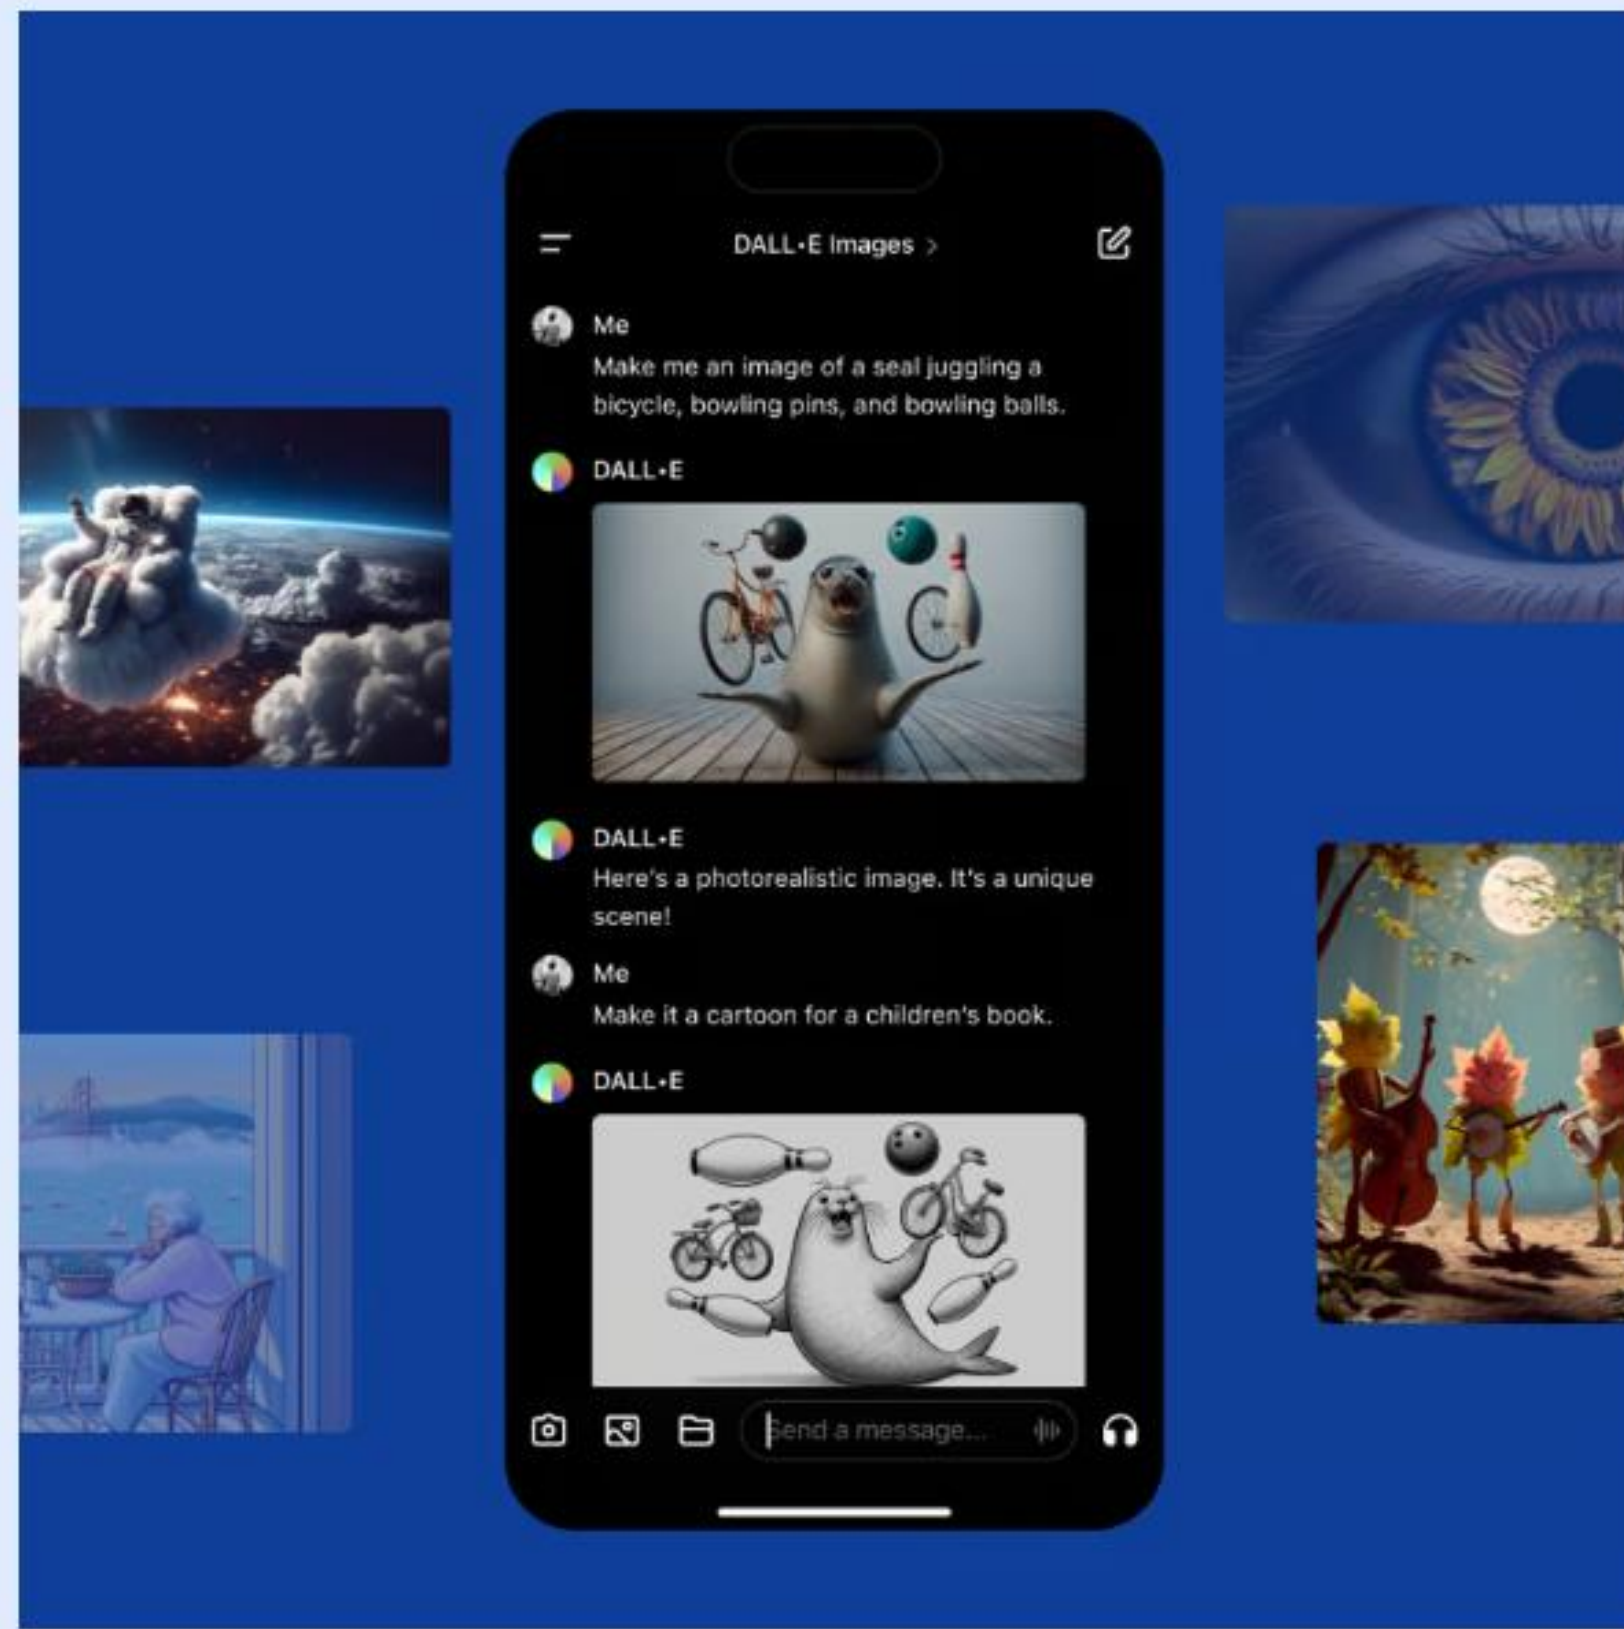 DALL·E Images >
Me
Make me an image of a seal juggling a
bicycle, bowling pins, and bowling balls.
DALL·E
DALL·E
Here's a photorealistic image. It's a unique
scene!
Me
Make it a cartoon for a children's book.
DALL·E
Send a message...